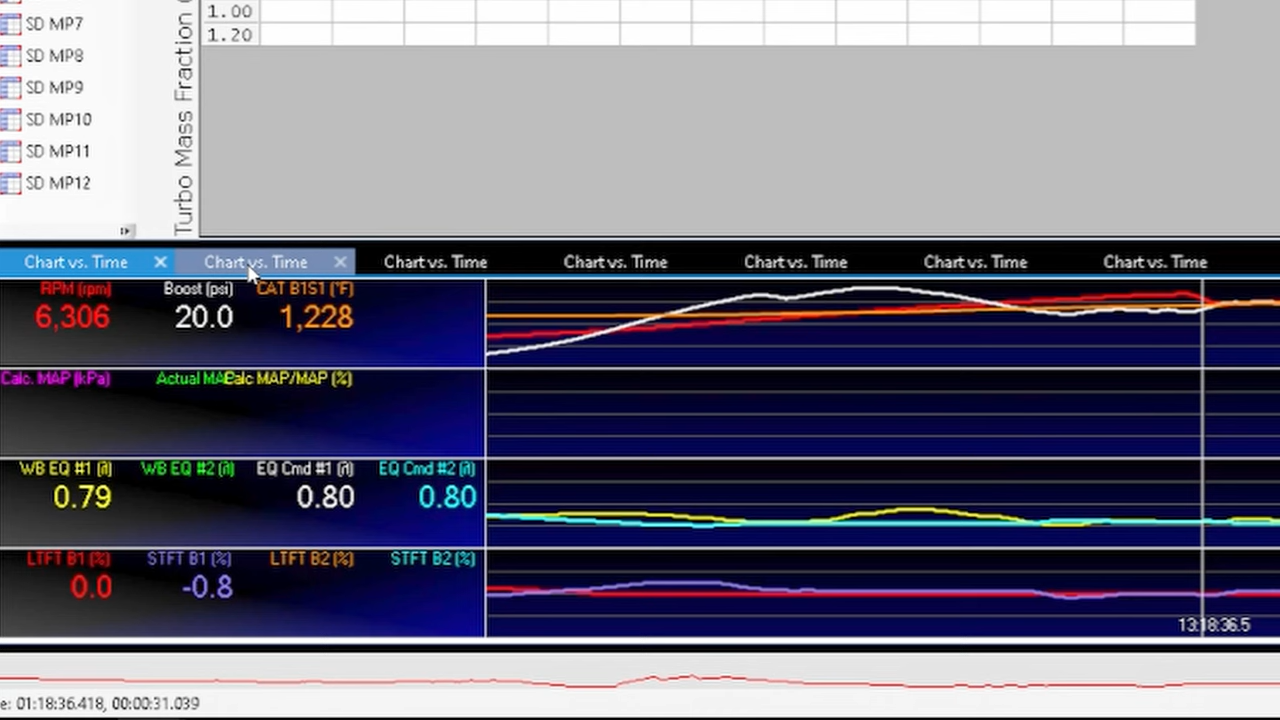 1.00
1.20
SD MP7
SD MP8
SD MP9
SD MP10
SD MP11
SD MP12
Turbo Mass Fraction
Chart vs. Time Chart vs. Time Chart vs. Time Chart vs. Time Chart vs. Time Chart vs. Time Chart vs. Time
RPM (rpm) Boost (psi) CAT B1S1 (°F)
6,306 20.0 1,228
Calc. MAP (kPa) Actual MA Calc MAP/MAP (%)
WB EQ #1 (λ) WB EQ #2 (λ) EQ Cmd #1 (λ) EQ Cmd #2 (λ)
0.79 0.80 0.80
LTFT B1 (%) STFT B1 (%) LTFT B2 (%) STFT B2 (%)
0.0 -0.8
13:18:36.5
e: 01:18:36.418, 00:00:31.039